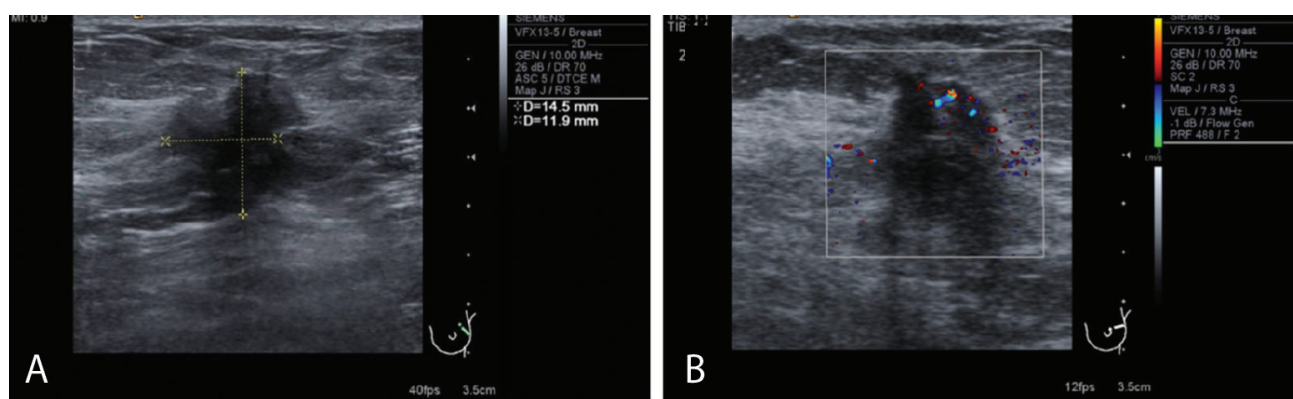 MI: 0.9
SIEMENS
VFX13-5 / Breast
2D
GEN / 10.00 MHz
26 dB / DR 70
ASC 5 / DTCE M
Map J / RS 3
D=14.5 mm
D=11.9 mm
40fps 3.5cm
A
2
SIEMENS
VFX13-5 / Breast
2D
GEN / 10.00 MHz
26 dB / DR 70
SC 2
Map J / RS 3
C
VEL / 7.3 MHz
-1 dB / Flow Gen
PRF 488 / F 2
12fps 3.5cm
B